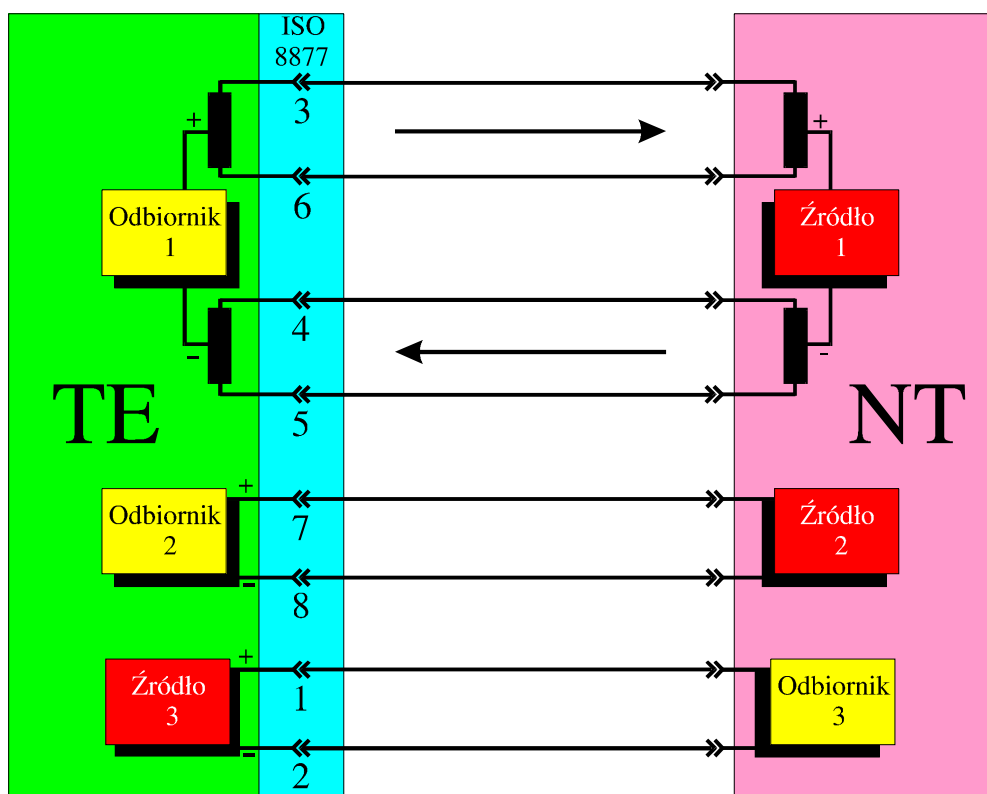 ISO
8877
3
+
+
6
Odbiornik
1
Źródło
1
4
-
-
5
TE
NT
+
7
Odbiornik
2
Źródło
2
-
8
+
Źródło
3
1
Odbiornik
3
-
2